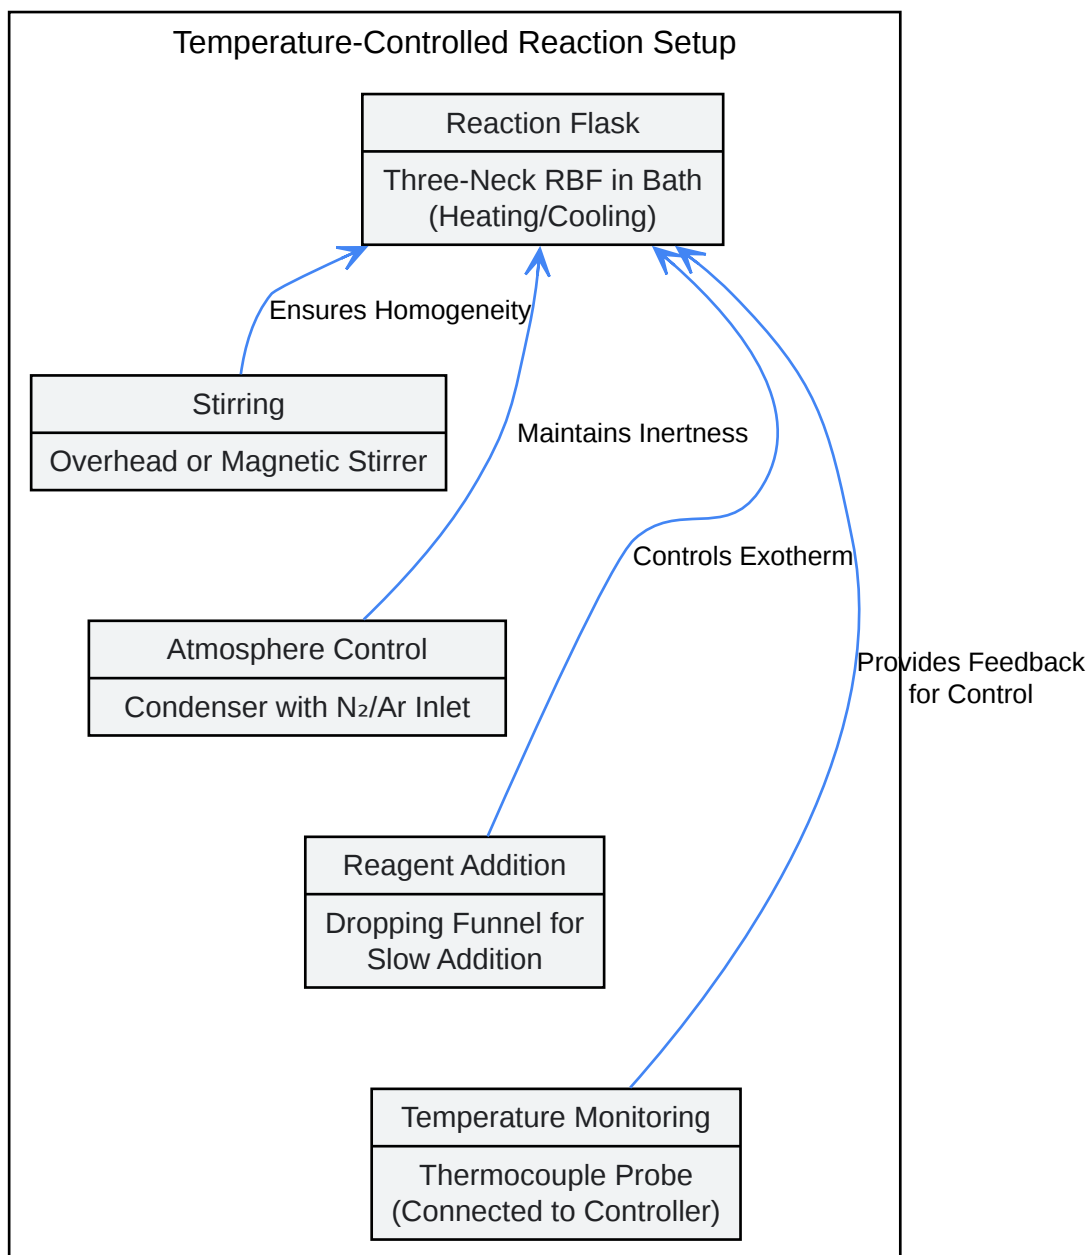 Temperature-Controlled Reaction Setup
Reaction Flask
Three-Neck RBF in Bath
(Heating/Cooling)
Ensures Homogeneity
Stirring
Overhead or Magnetic Stirrer
Maintains Inertness
Controls Exotherm
Atmosphere Control
Condenser with N₂/Ar Inlet
Provides Feedback
for Control
Reagent Addition
Dropping Funnel for
Slow Addition
Temperature Monitoring
Thermocouple Probe
(Connected to Controller)